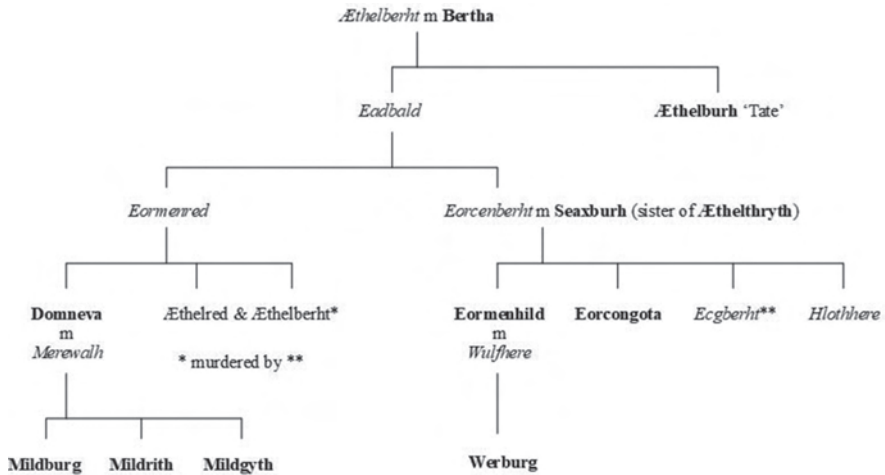 Æthelberht m Bertha
Eadbald Æthelburh ‘Tate’
Eormenred Eorcenberht m Seaxburh (sister of Æthelthryth)
Domneva Æthelred & Æthelberht* Eormenhild Eorcongota Ecgberht** Hlothhere
m m
Merewalh * murdered by ** Wulfhere
Mildburg Mildrith Mildgyth Werburg